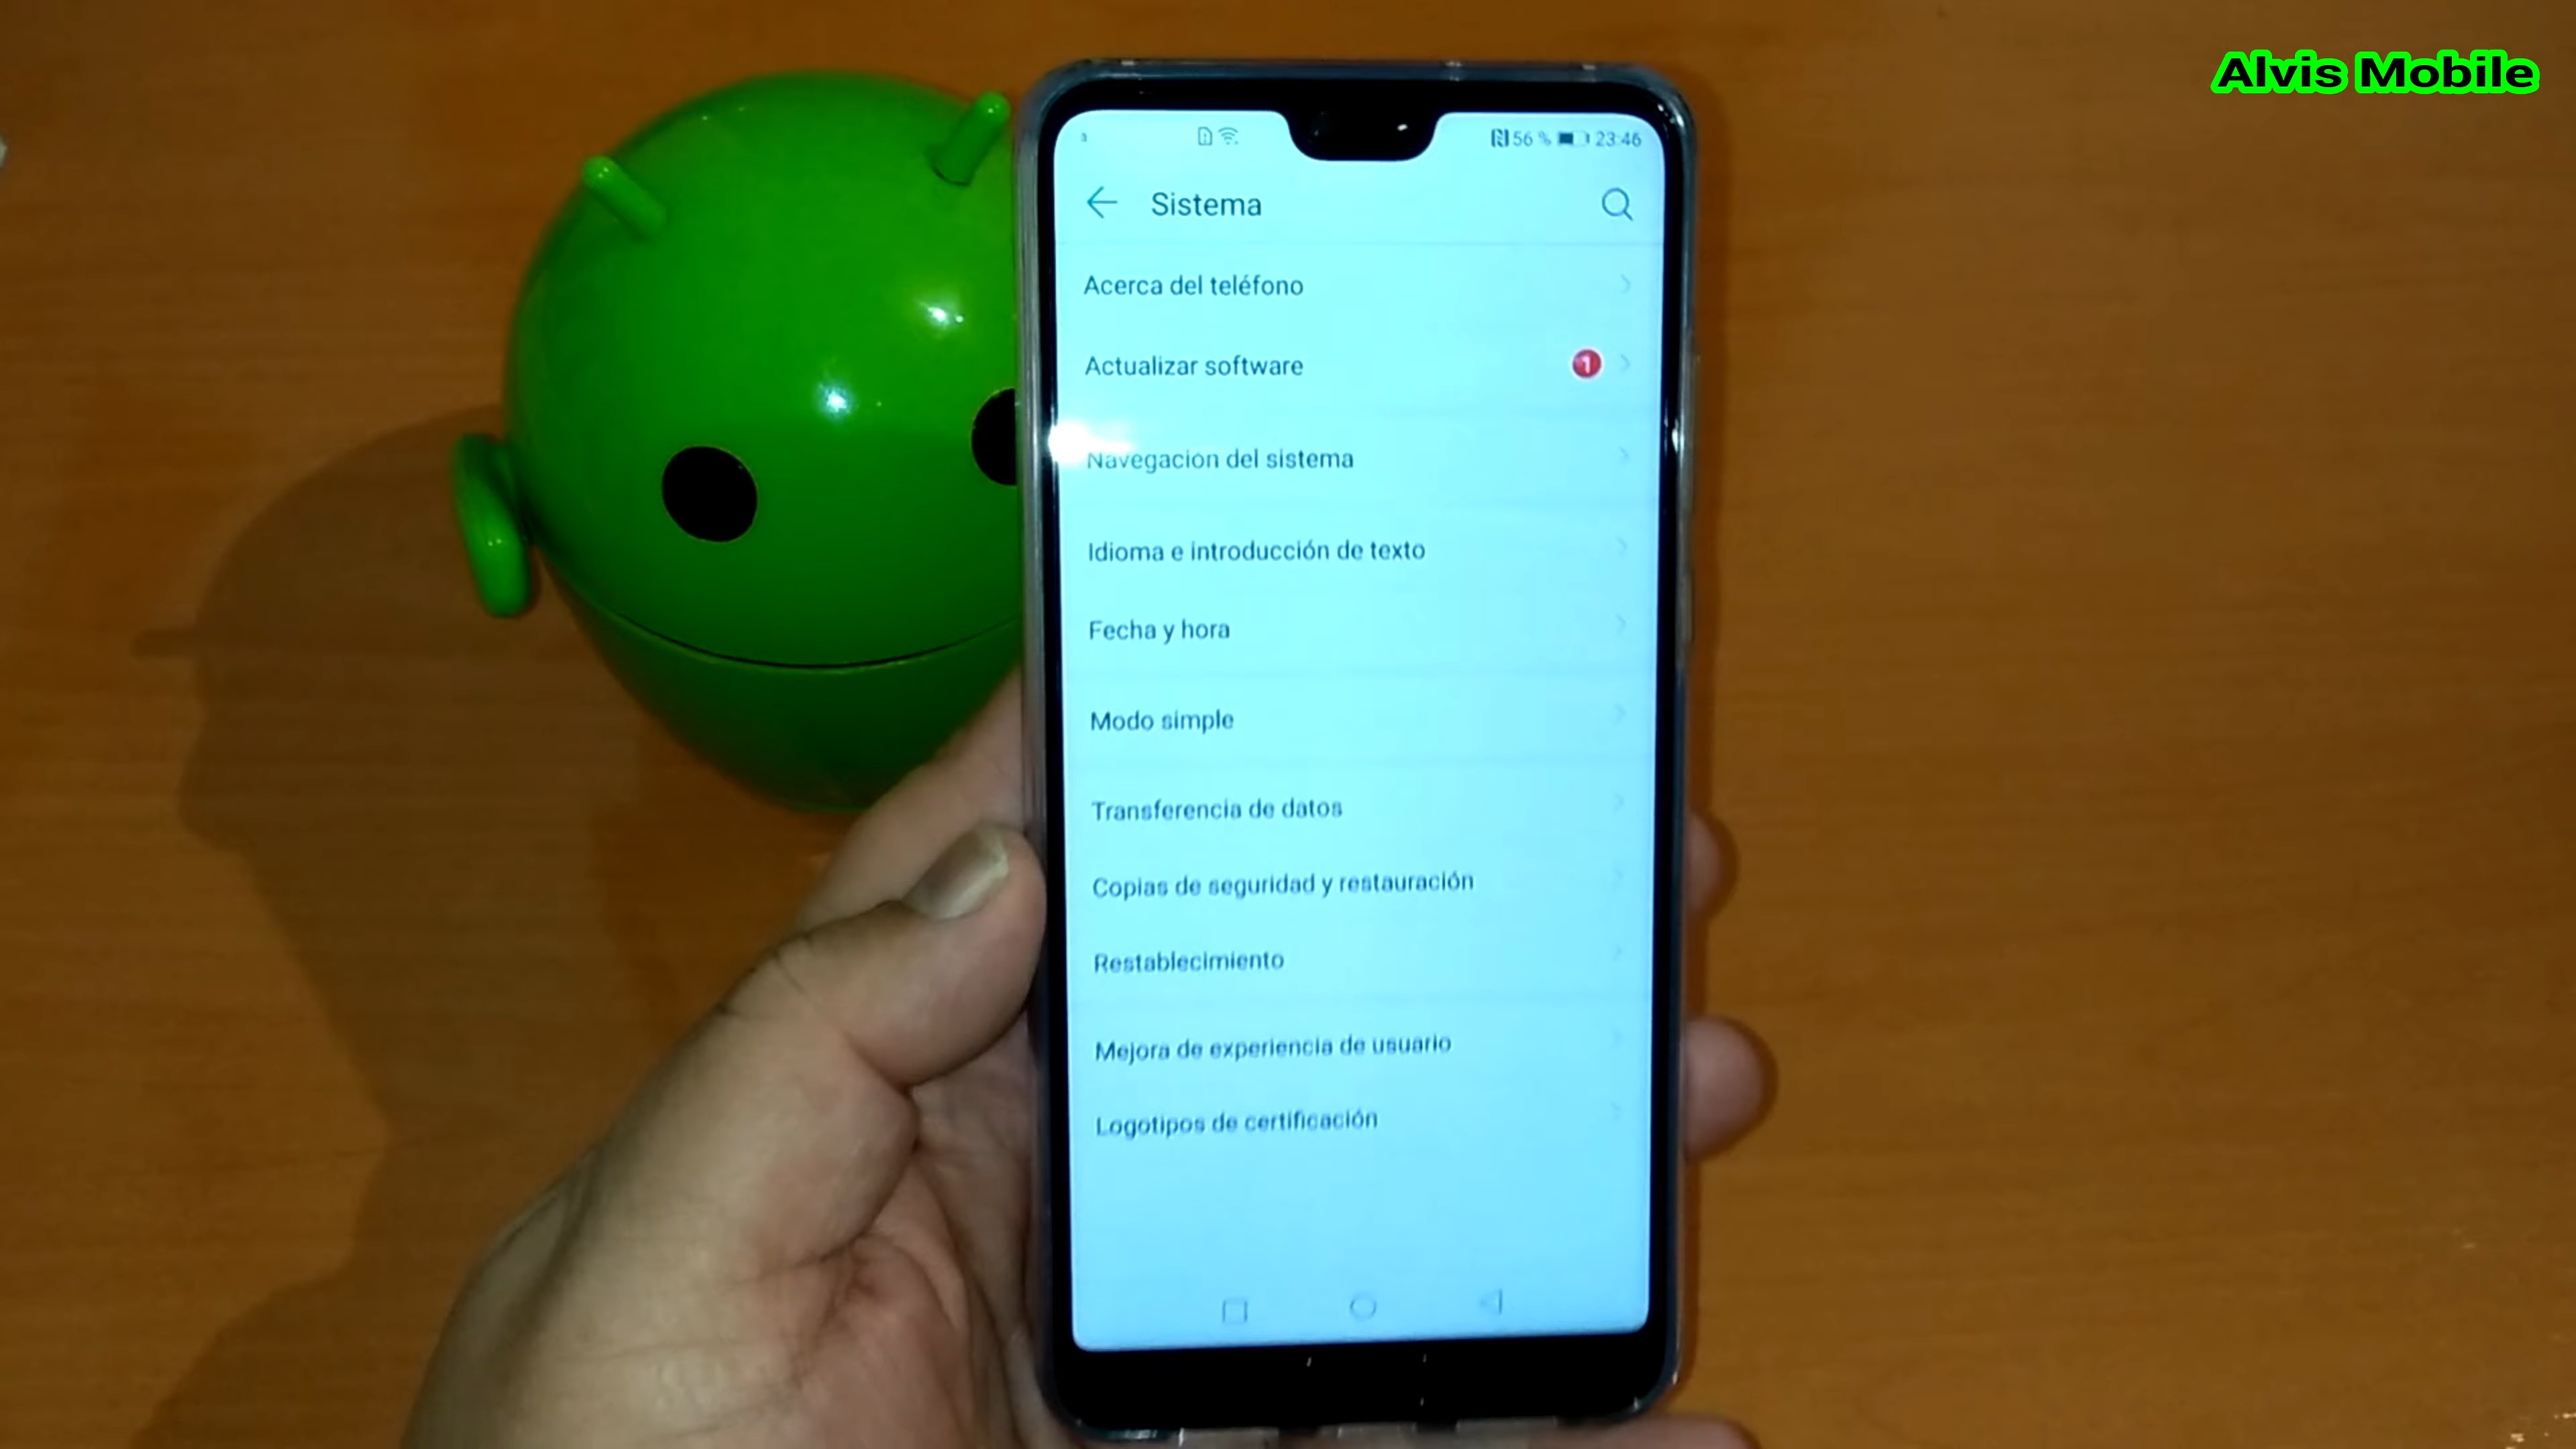 Alvis Mobile
56 % 23:46
Sistema
Acerca del teléfono
Actualizar software 1
Navegación del sistema
Idioma e introducción de texto
Fecha y hora
Modo simple
Transferencia de datos
Copias de seguridad y restauración
Restablecimiento
Mejora de experiencia de usuario
Logotipos de certificación